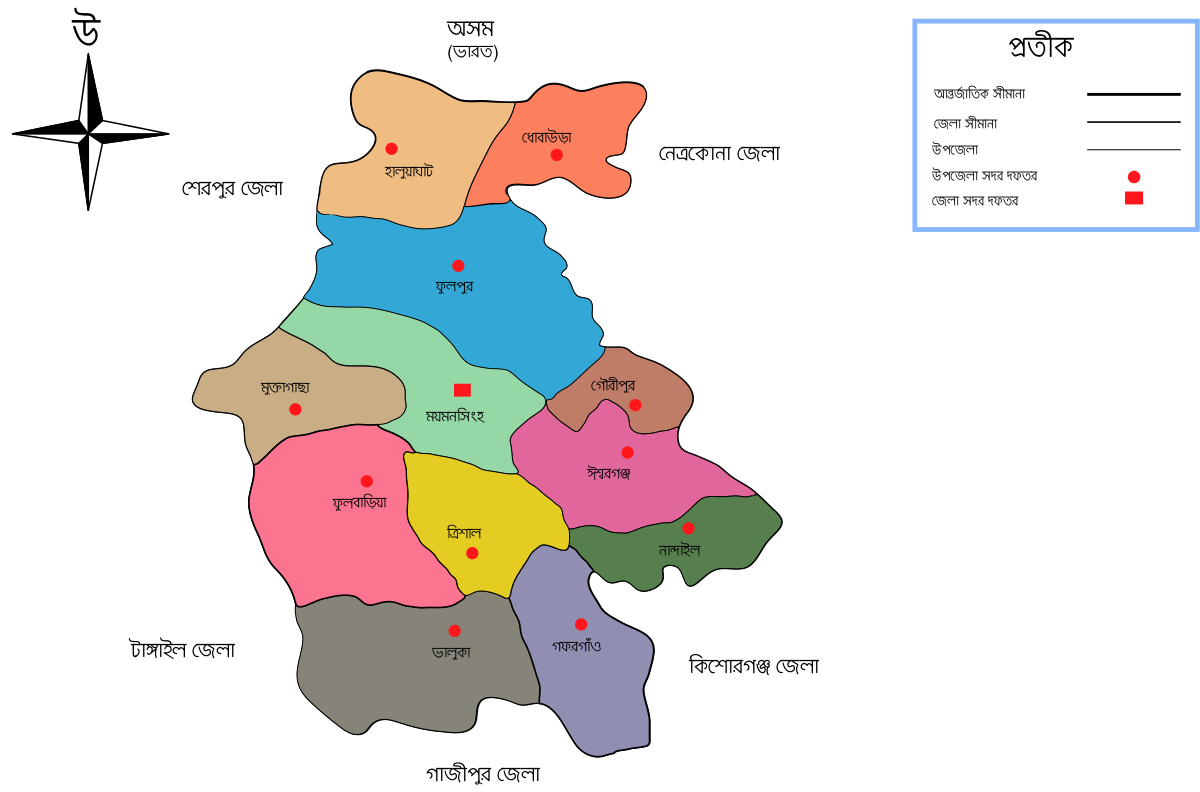 উ
অসম
(ভারত)
প্রতীক
আন্তর্জাতিক সীমানা
জেলা সীমানা
উপজেলা
উপজেলা সদর দফতর
জেলা সদর দফতর
ধোবাউড়া
নেত্রকোনা জেলা
হালুয়াঘাট
শেরপুর জেলা
ফুলপুর
মুক্তাগাছা
গৌরীপুর
ময়মনসিংহ
ঈশ্বরগঞ্জ
ফুলবাড়িয়া
ত্রিশাল
নান্দাইল
টাঙ্গাইল জেলা
ভালুকা
গফরগাঁও
কিশোরগঞ্জ জেলা
গাজীপুর জেলা